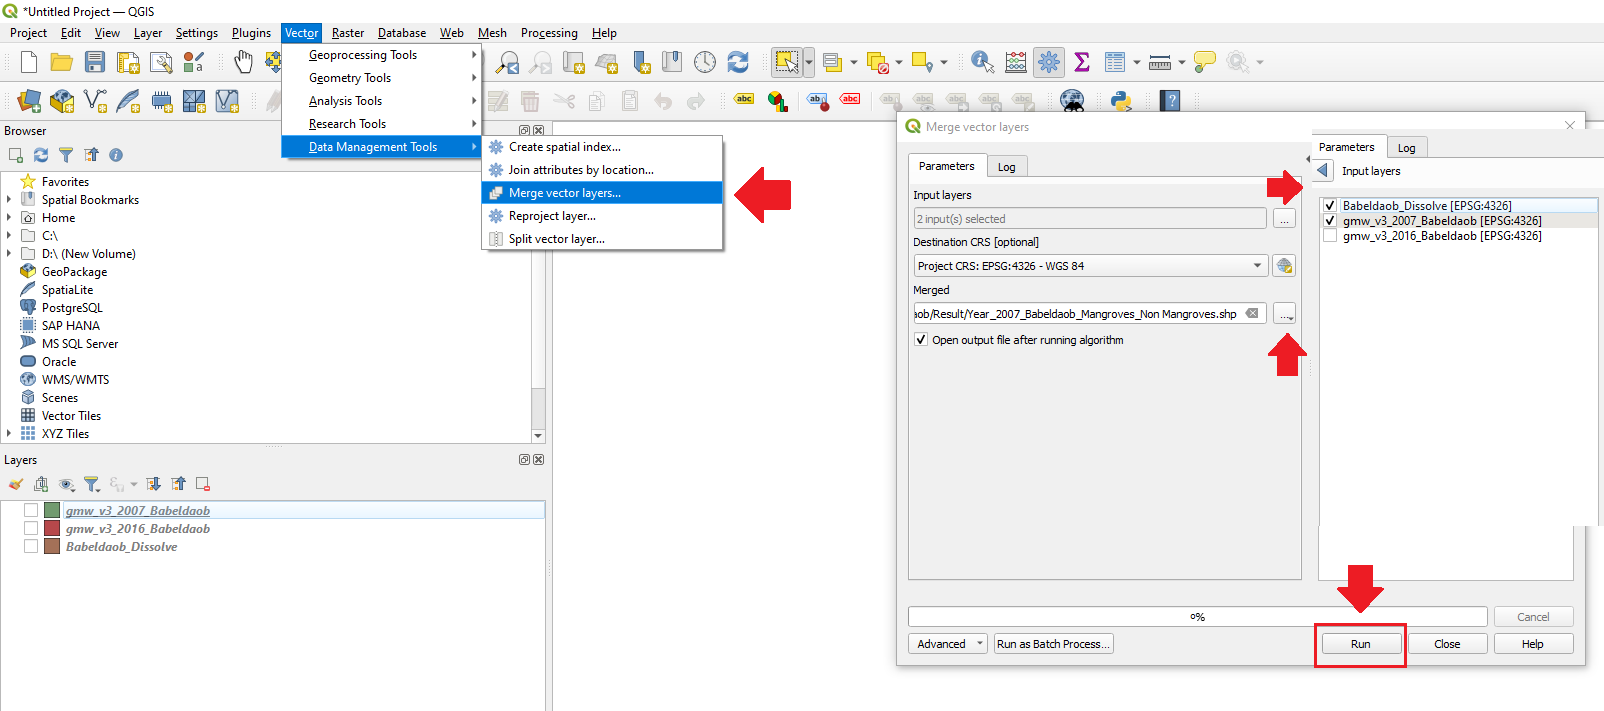 *Untitled Project — QGIS
Project Edit View Layer Settings Plugins Vector Raster Database Web Mesh Processing Help
Geoprocessing Tools
Geometry Tools
Analysis Tools
Research Tools
Data Management Tools
Create spatial index...
Join attributes by location...
Merge vector layers...
Reproject layer...
Split vector layer...
abc
ab
abc
Browser
Favorites
Spatial Bookmarks
Home
C:\
D:\ (New Volume)
GeoPackage
SpatiaLite
PostgreSQL
SAP HANA
MS SQL Server
Oracle
WMS/WMTS
Scenes
Vector Tiles
XYZ Tiles
Layers
gmw_v3_2007_Babeldaob
gmw_v3_2016_Babeldaob
Babeldaob_Dissolve
Merge vector layers
Parameters Log
Input layers
2 input(s) selected
...
Destination CRS [optional]
Project CRS: EPSG:4326 - WGS 84
Merged
aob/Result/Year_2007_Babeldaob_Mangroves_Non Mangroves.shp
...
Open output file after running algorithm
Parameters Log
Input layers
Babeldaob_Dissolve [EPSG:4326]
gmw_v3_2007_Babeldaob [EPSG:4326]
gmw_v3_2016_Babeldaob [EPSG:4326]
0%
Cancel
Advanced
Run as Batch Process...
Run
Close
Help